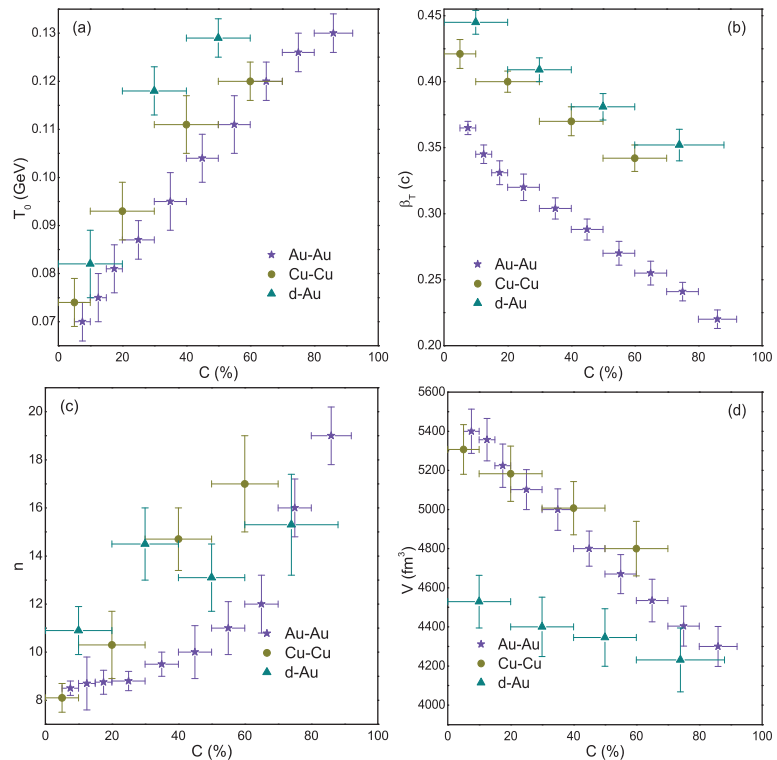 (a)
0.13
0.12
0.11
0.10
0.09
0.08
0.07
T0 (GeV)
Au-Au
Cu-Cu
d-Au
0 20 40 60 80 100
C (%)
(b)
0.45
0.40
0.35
0.30
0.25
0.20
βT (c)
Au-Au
Cu-Cu
d-Au
0 20 40 60 80 100
C (%)
(c)
20
18
16
14
12
10
8
n
Au-Au
Cu-Cu
d-Au
0 20 40 60 80 100
C (%)
(d)
5600
5400
5200
5000
4800
4600
4400
4200
4000
V (fm³)
Au-Au
Cu-Cu
d-Au
0 20 40 60 80 100
C (%)